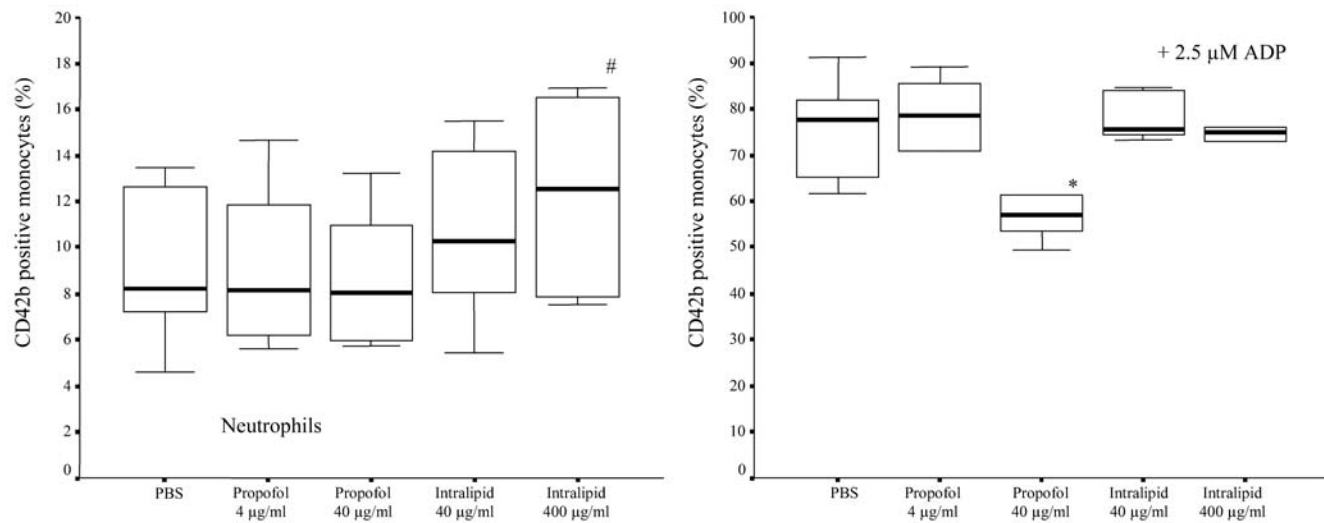 CD42b positive monocytes (%)
20
18
16
14
12
10
8
6
4
2
0
#
Neutrophils
PBS
Propofol
4 µg/ml
Propofol
40 µg/ml
Intralipid
40 µg/ml
Intralipid
400 µg/ml
CD42b positive monocytes (%)
100
90
80
70
60
50
40
30
20
10
0
+ 2.5 µM ADP
*
PBS
Propofol
4 µg/ml
Propofol
40 µg/ml
Intralipid
40 µg/ml
Intralipid
400 µg/ml